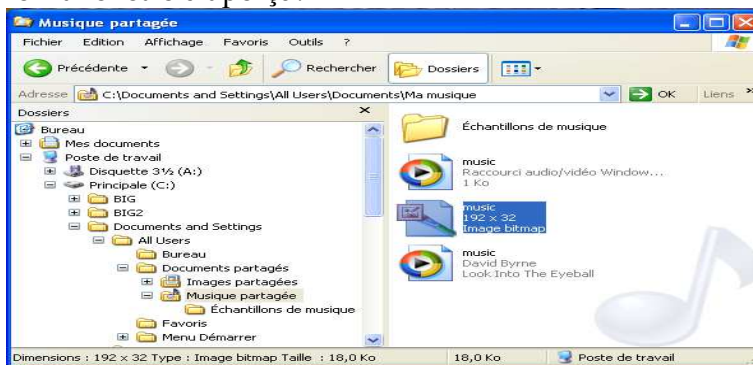 Musique partagée
Fichier Edition Affichage Favoris Outils ?
Précédente Rechercher Dossiers
Adresse C:\Documents and Settings\All Users\Documents\Ma musique OK Liens »
Dossiers
Bureau
Mes documents
Poste de travail
Disquette 3½ (A:)
Principale (C:)
BIG
BIG2
Documents and Settings
All Users
Bureau
Documents partagés
Images partagées
Musique partagée
Échantillons de musique
Favoris
Menu Démarrer
Échantillons de musique
music
Raccourci audio/vidéo Window...
1 Ko
music
192 x 32
Image bitmap
music
David Byrne
Look Into The Eyeball
Dimensions : 192 x 32 Type : Image bitmap Taille : 18,0 Ko 18,0 Ko Poste de travail